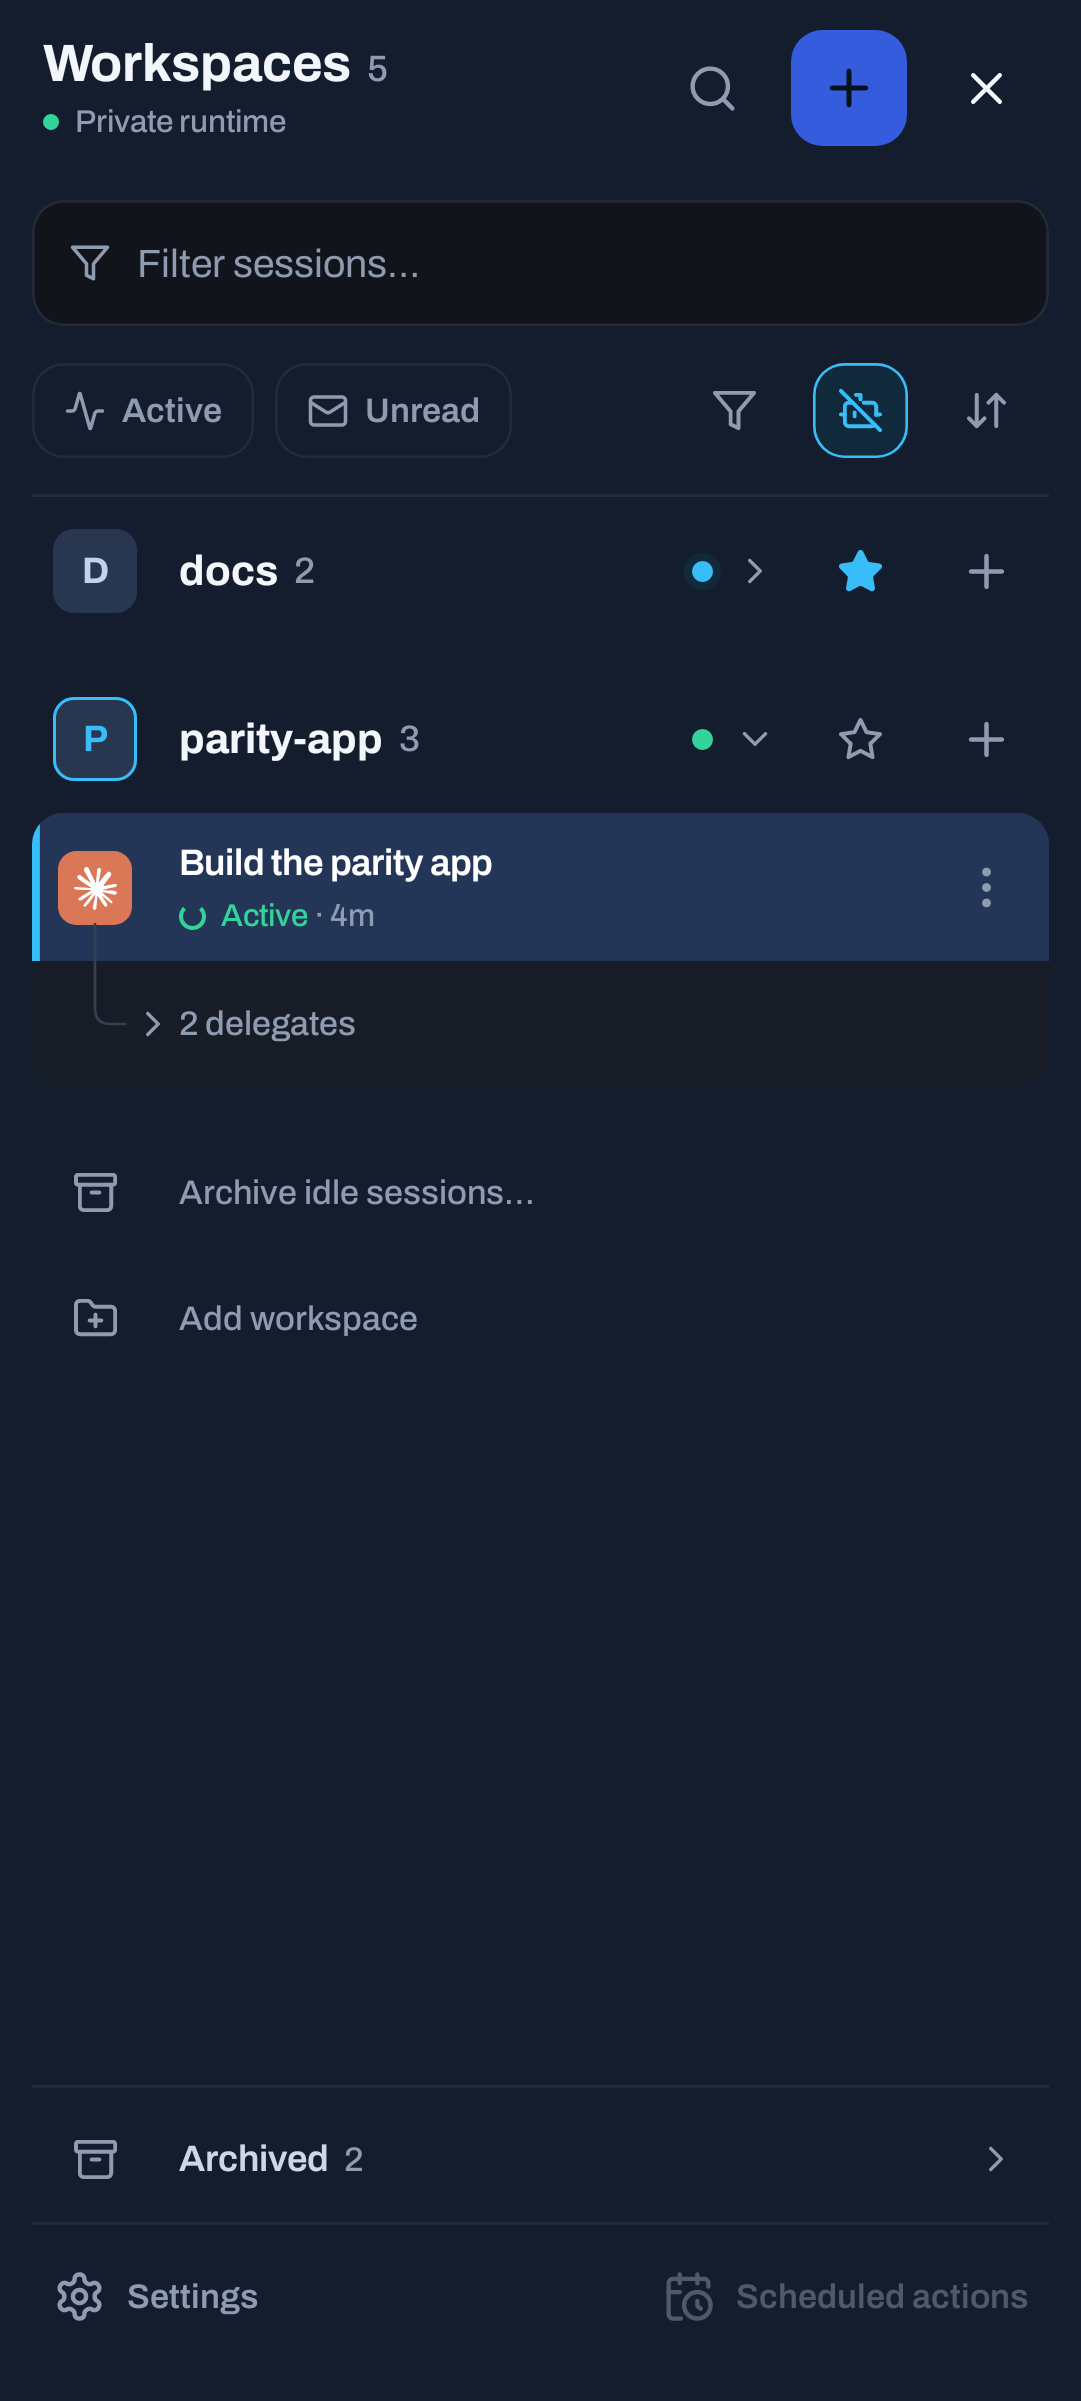 Workspaces 5
Private runtime
Filter sessions...
Active
Unread
D
docs 2
P
parity-app 3
Build the parity app
Active · 4m
2 delegates
Archive idle sessions...
Add workspace
Archived 2
Settings
Scheduled actions